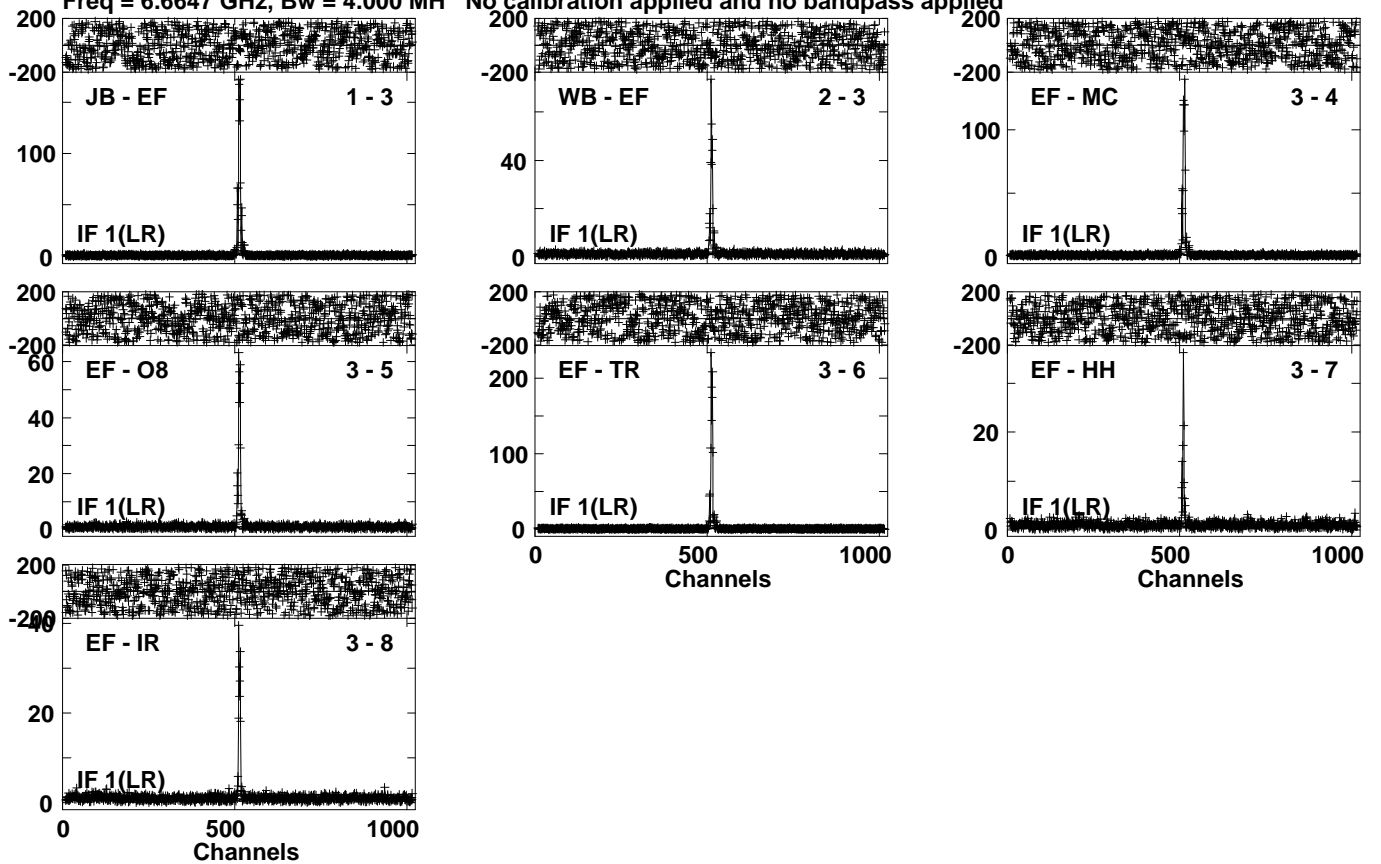 Freq = 6.6647 GHz, Bw = 4.000 MH No calibration applied and no bandpass applied
200
-200
JB - EF 1 - 3
100
IF 1(LR)
0
200
-200
WB - EF 2 - 3
40
IF 1(LR)
0
200
-200
EF - MC 3 - 4
100
IF 1(LR)
0
200
-200
60
EF - O8 3 - 5
40
20
IF 1(LR)
0
200
-200
EF - TR 3 - 6
200
100
IF 1(LR)
0
0 500 1000
Channels
200
-200
EF - HH 3 - 7
20
IF 1(LR)
0
0 500 1000
Channels
200
-200
40
EF - IR 3 - 8
20
IF 1(LR)
0
0 500 1000
Channels